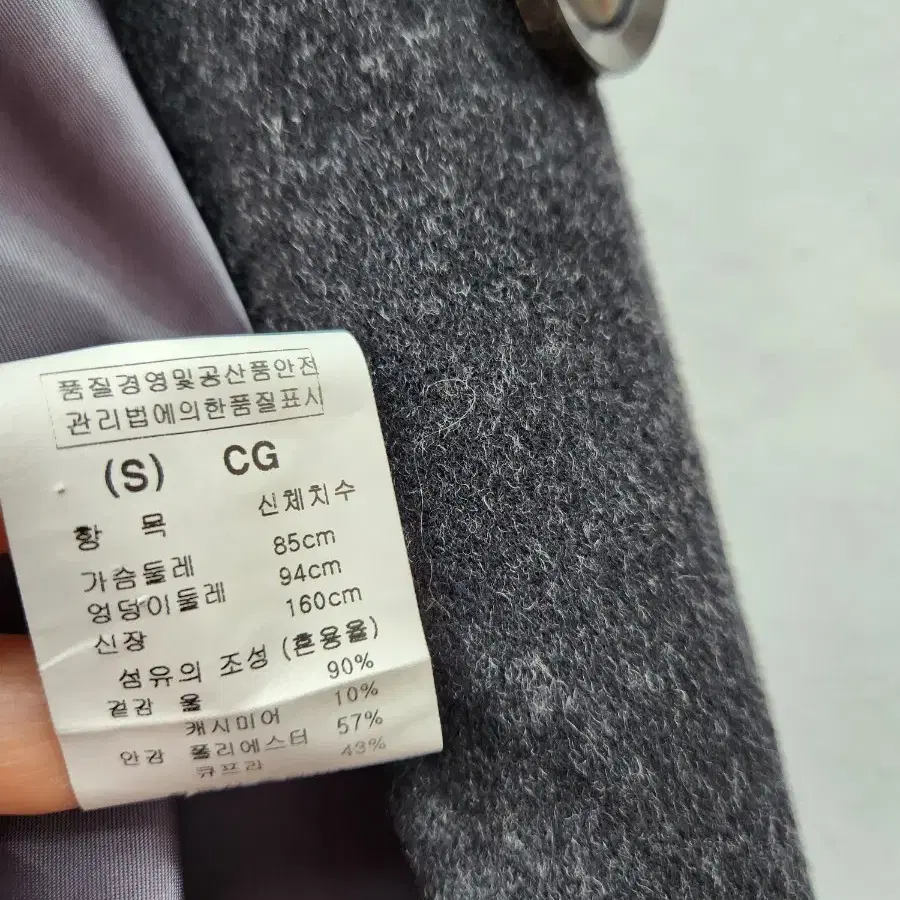 품질경영및공산품안전
관리법에의한품질표시
(S) CG
항 목 신체치수
가슴둘레 85cm
엉덩이둘레 94cm
신장 160cm
섬유의 조성 (혼용율)
겉감 울 90%
캐시미어 10%
안감 폴리에스터 57%
큐프라 43%